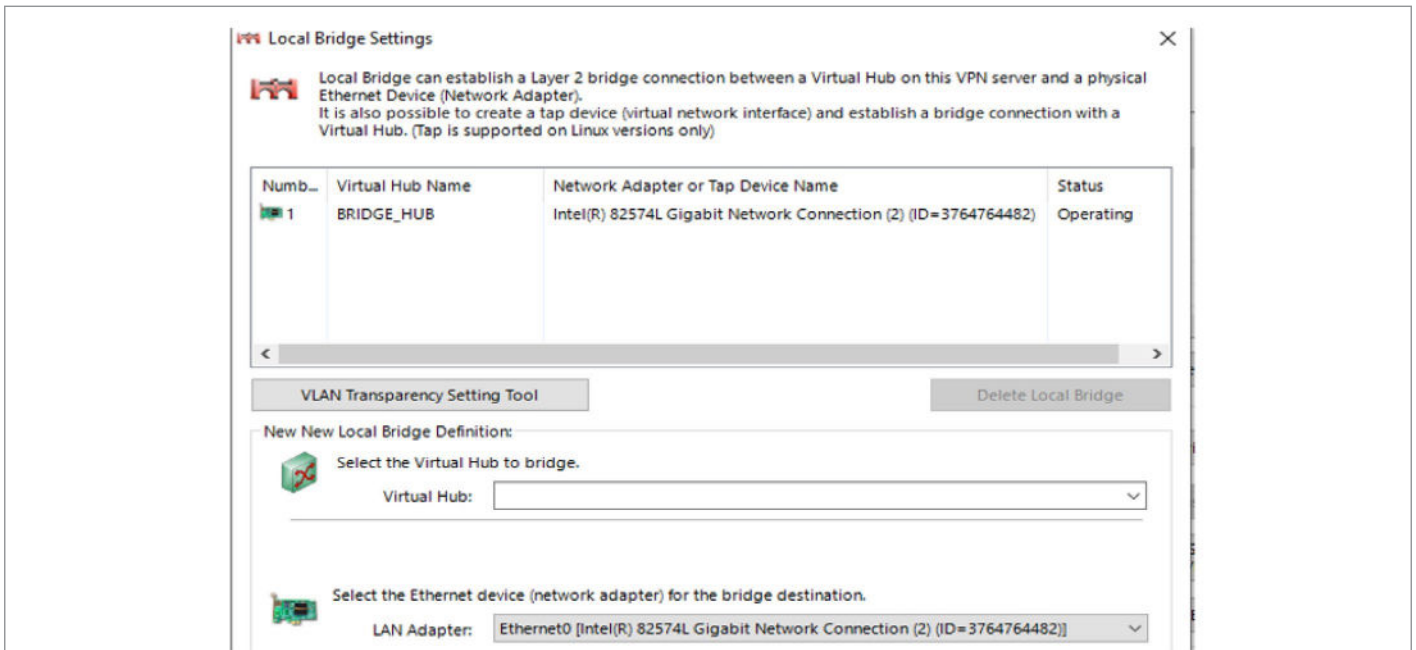 Local Bridge Settings
Local Bridge can establish a Layer 2 bridge connection between a Virtual Hub on this VPN server and a physical
Ethernet Device (Network Adapter).
It is also possible to create a tap device (virtual network interface) and establish a bridge connection with a
Virtual Hub. (Tap is supported on Linux versions only)
Numb... Virtual Hub Name Network Adapter or Tap Device Name Status
1 BRIDGE_HUB Intel(R) 82574L Gigabit Network Connection (2) (ID=3764764482) Operating
VLAN Transparency Setting Tool Delete Local Bridge
New New Local Bridge Definition:
Select the Virtual Hub to bridge.
Virtual Hub:
Select the Ethernet device (network adapter) for the bridge destination.
LAN Adapter: Ethernet0 [Intel(R) 82574L Gigabit Network Connection (2) (ID=3764764482)]